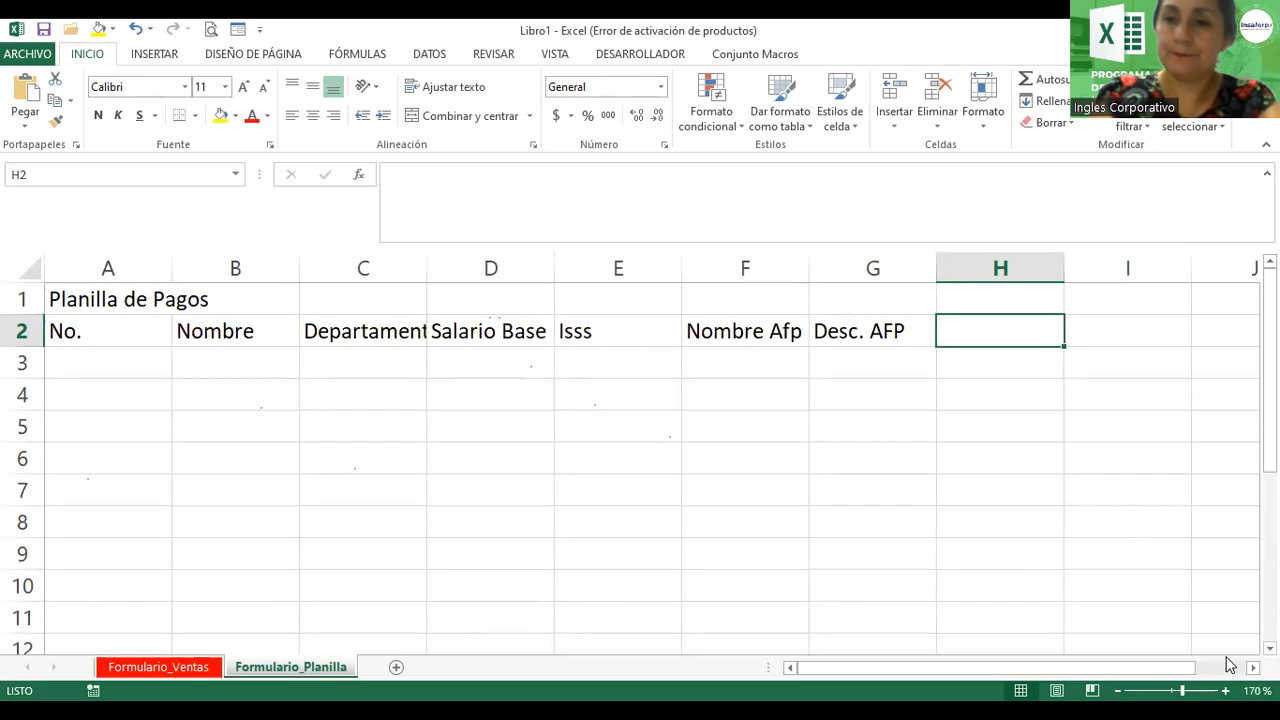 Libro1 - Excel (Error de activación de productos)
ARCHIVO INICIO INSERTAR DISEÑO DE PÁGINA FÓRMULAS DATOS REVISAR VISTA DESARROLLADOR Conjunto Macros
Insaforp
Pegar
Calibri 11
N K S
Ajustar texto
Combinar y centrar
General
$ % 000
Formato condicional
Dar formato como tabla
Estilos de celda
Insertar Eliminar Formato
Borrar
filtrar
seleccionar
Ingles Corporativo
Portapapeles Fuente Alineación Número Estilos Celdas Modificar
H2
fx
A B C D E F G H I J
1 Planilla de Pagos
2 No. Nombre Departament Salario Base Isss Nombre Afp Desc. AFP
3
4
5
6
7
8
9
10
11
12
Formulario_Ventas Formulario_Planilla
LISTO 170 %